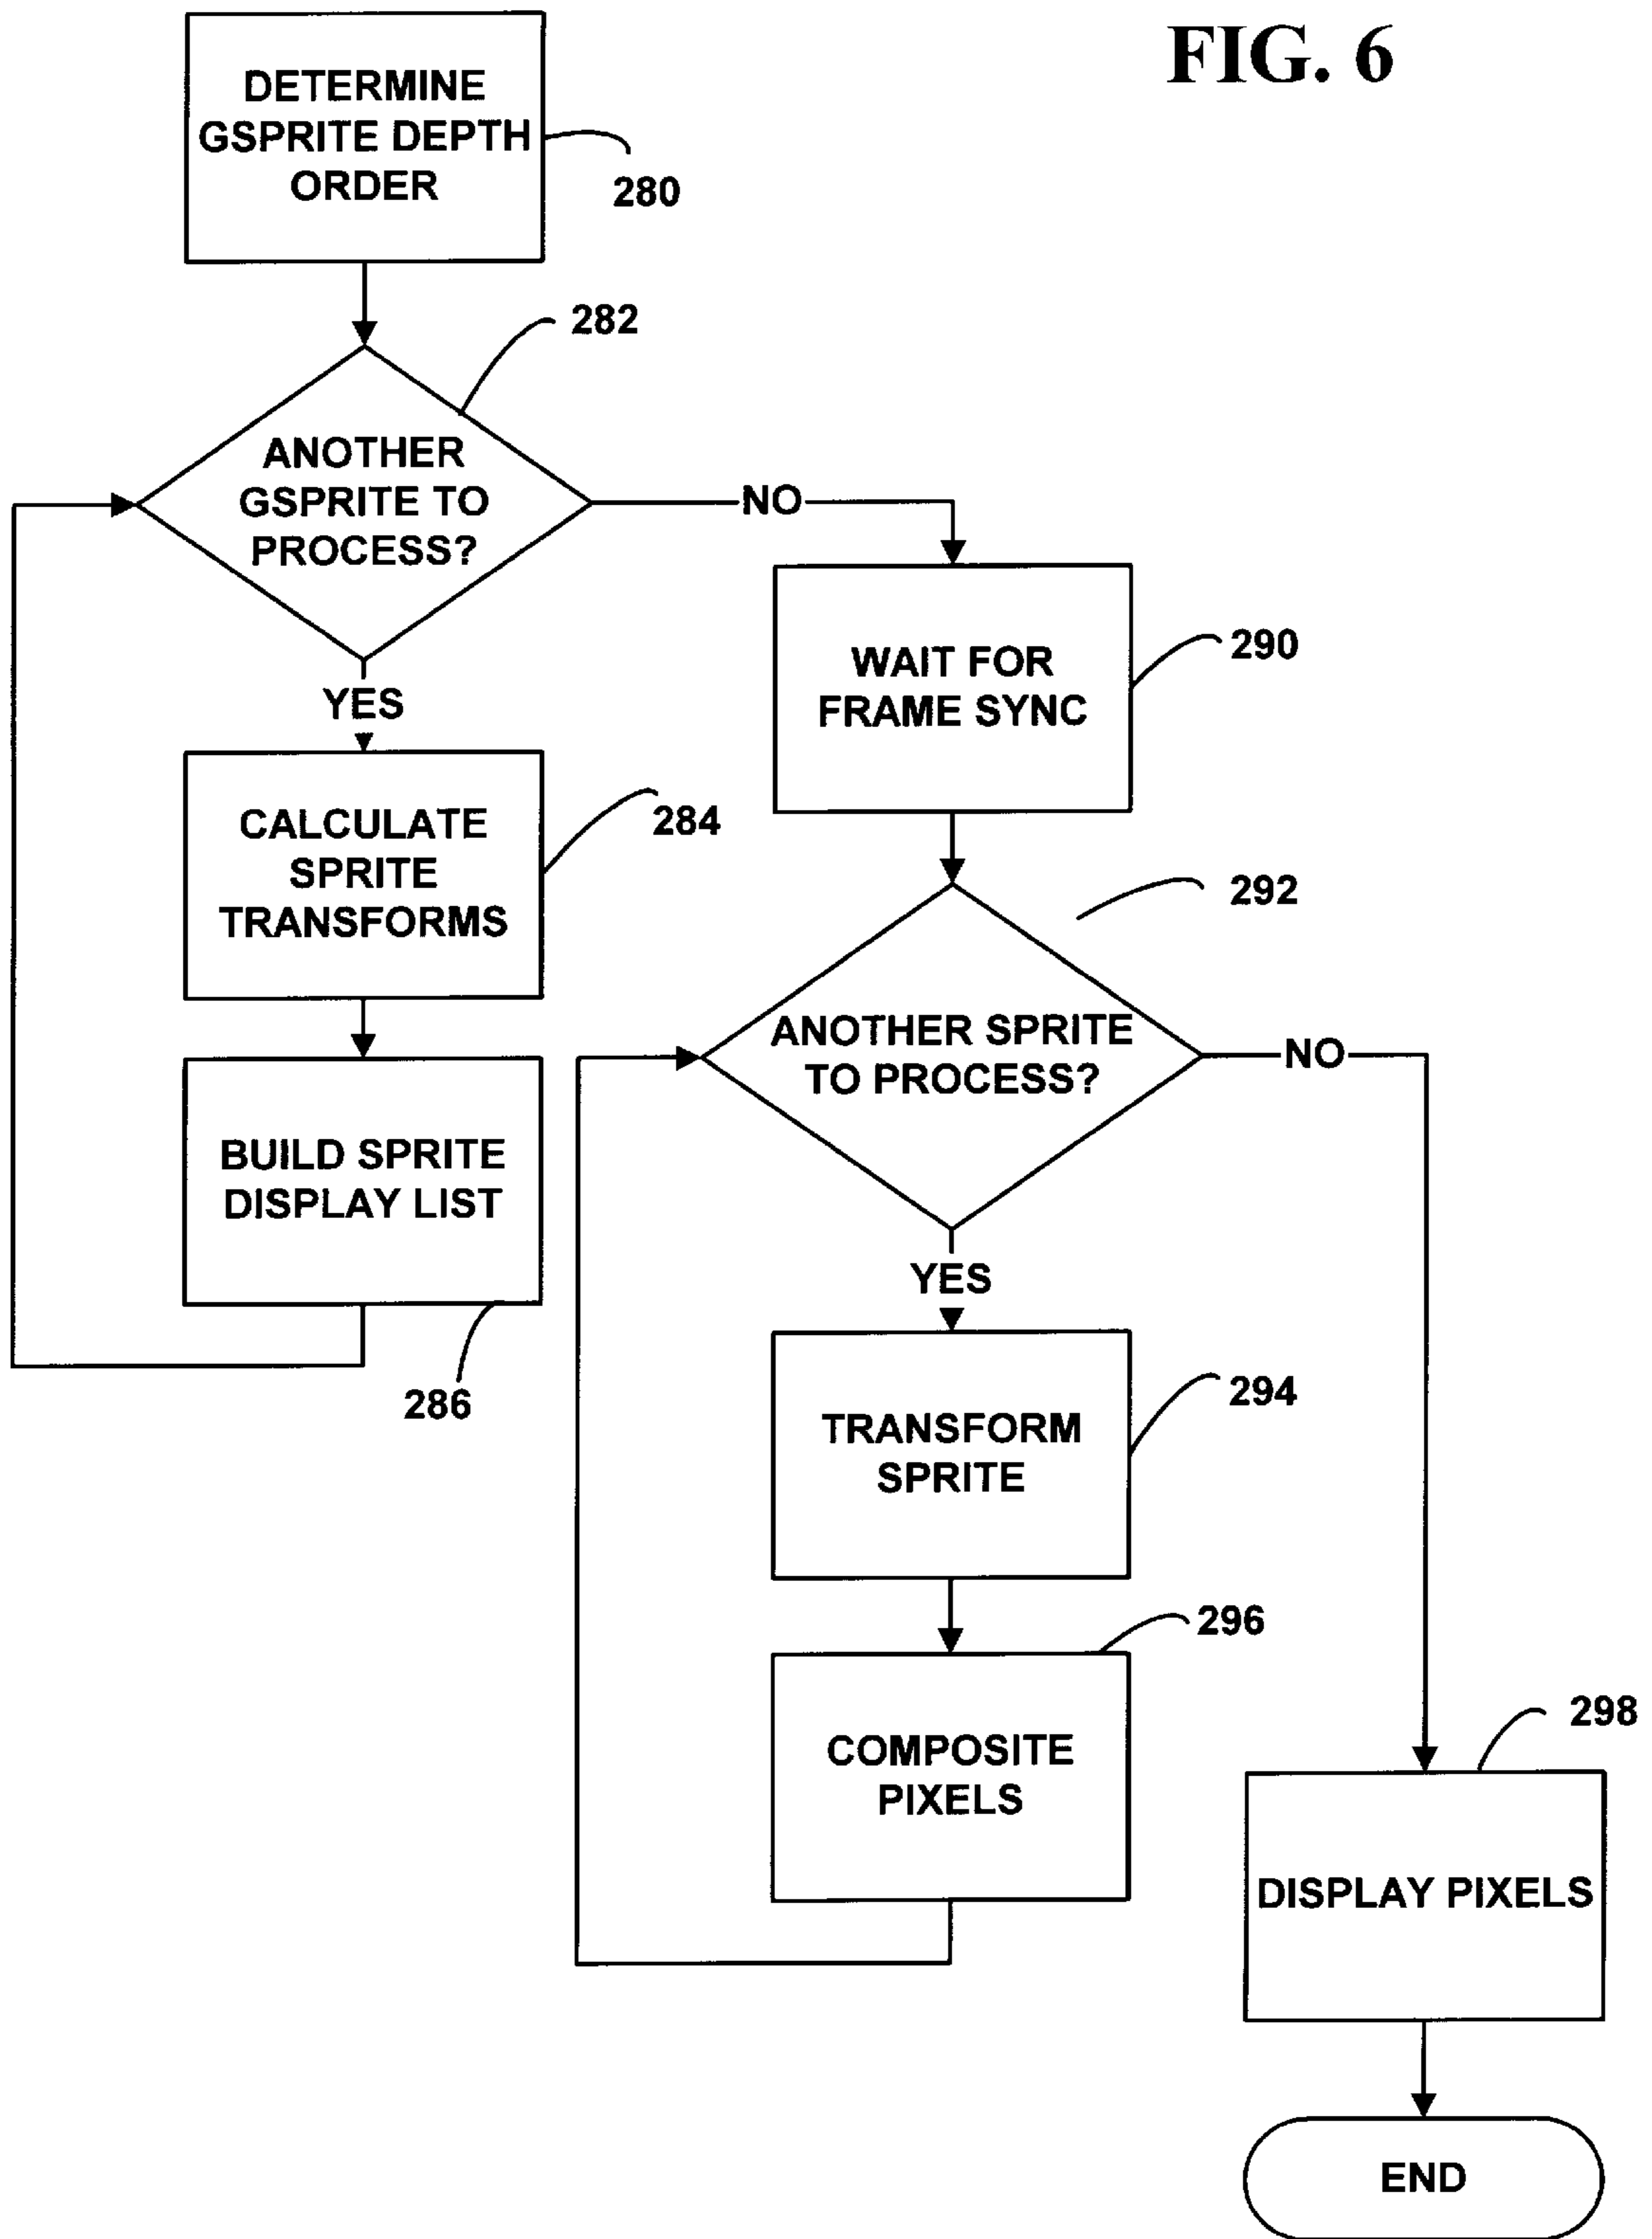 FIG. 6
DETERMINE
GSPRITE DEPTH
ORDER
280
282
ANOTHER
GSPRITE TO
PROCESS?
NO
YES
CALCULATE
SPRITE
TRANSFORMS
284
BUILD SPRITE
DISPLAY LIST
286
WAIT FOR
FRAME SYNC
290
292
ANOTHER SPRITE
TO PROCESS?
NO
YES
TRANSFORM
SPRITE
294
296
COMPOSITE
PIXELS
298
DISPLAY PIXELS
END